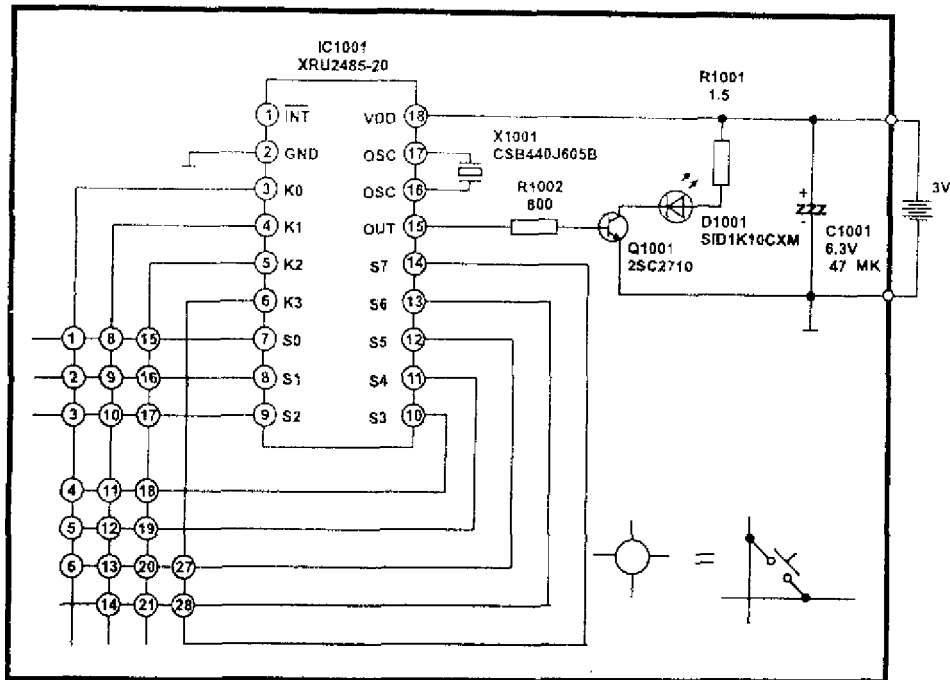 IC1001
XRU2485-20
R1001
1.5
1 INT 18 VOD
2 GND 17 OSC
X1001
CSB440J605B
3 K0 16 OSC
R1002
800
4 K1 15 OUT
D1001
SID1K10CXM
Q1001
2SC2710
+
-
C1001
6.3V
47 MK
3V
5 K2 14 S7
6 K3 13 S6
1 8 15 7 S0 12 S5
2 9 16 8 S1 11 S4
3 10 17 9 S2 10 S3
4 11 18
5 12 19
6 13 20 27
14 21 28
=